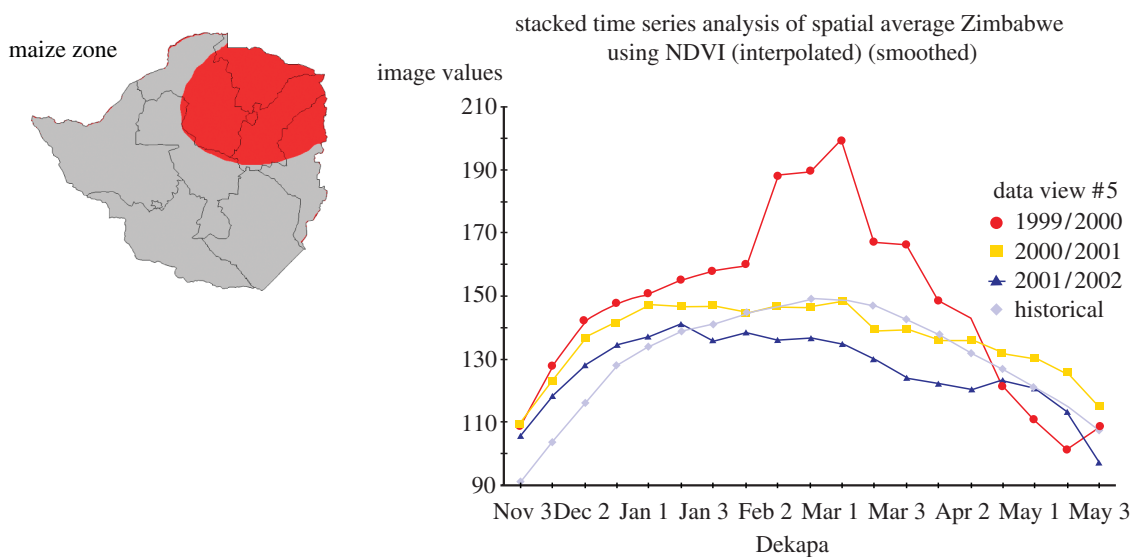 maize zone
stacked time series analysis of spatial average Zimbabwe
using NDVI (interpolated) (smoothed)
image values
210
190
170
150
130
110
90
data view #5
1999/2000
2000/2001
2001/2002
historical
Nov 3 Dec 2 Jan 1 Jan 3 Feb 2 Mar 1 Mar 3 Apr 2 May 1 May 3
Dekapa